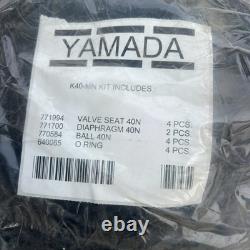 YAMADA
K40-MN KIT INCLUDES
771994 VALVE SEAT 40N 4 PCS.
771700 DIAPHRAGM 40N 2 PCS.
770584 BALL 40N 4 PCS.
640065 O RING 4 PCS.